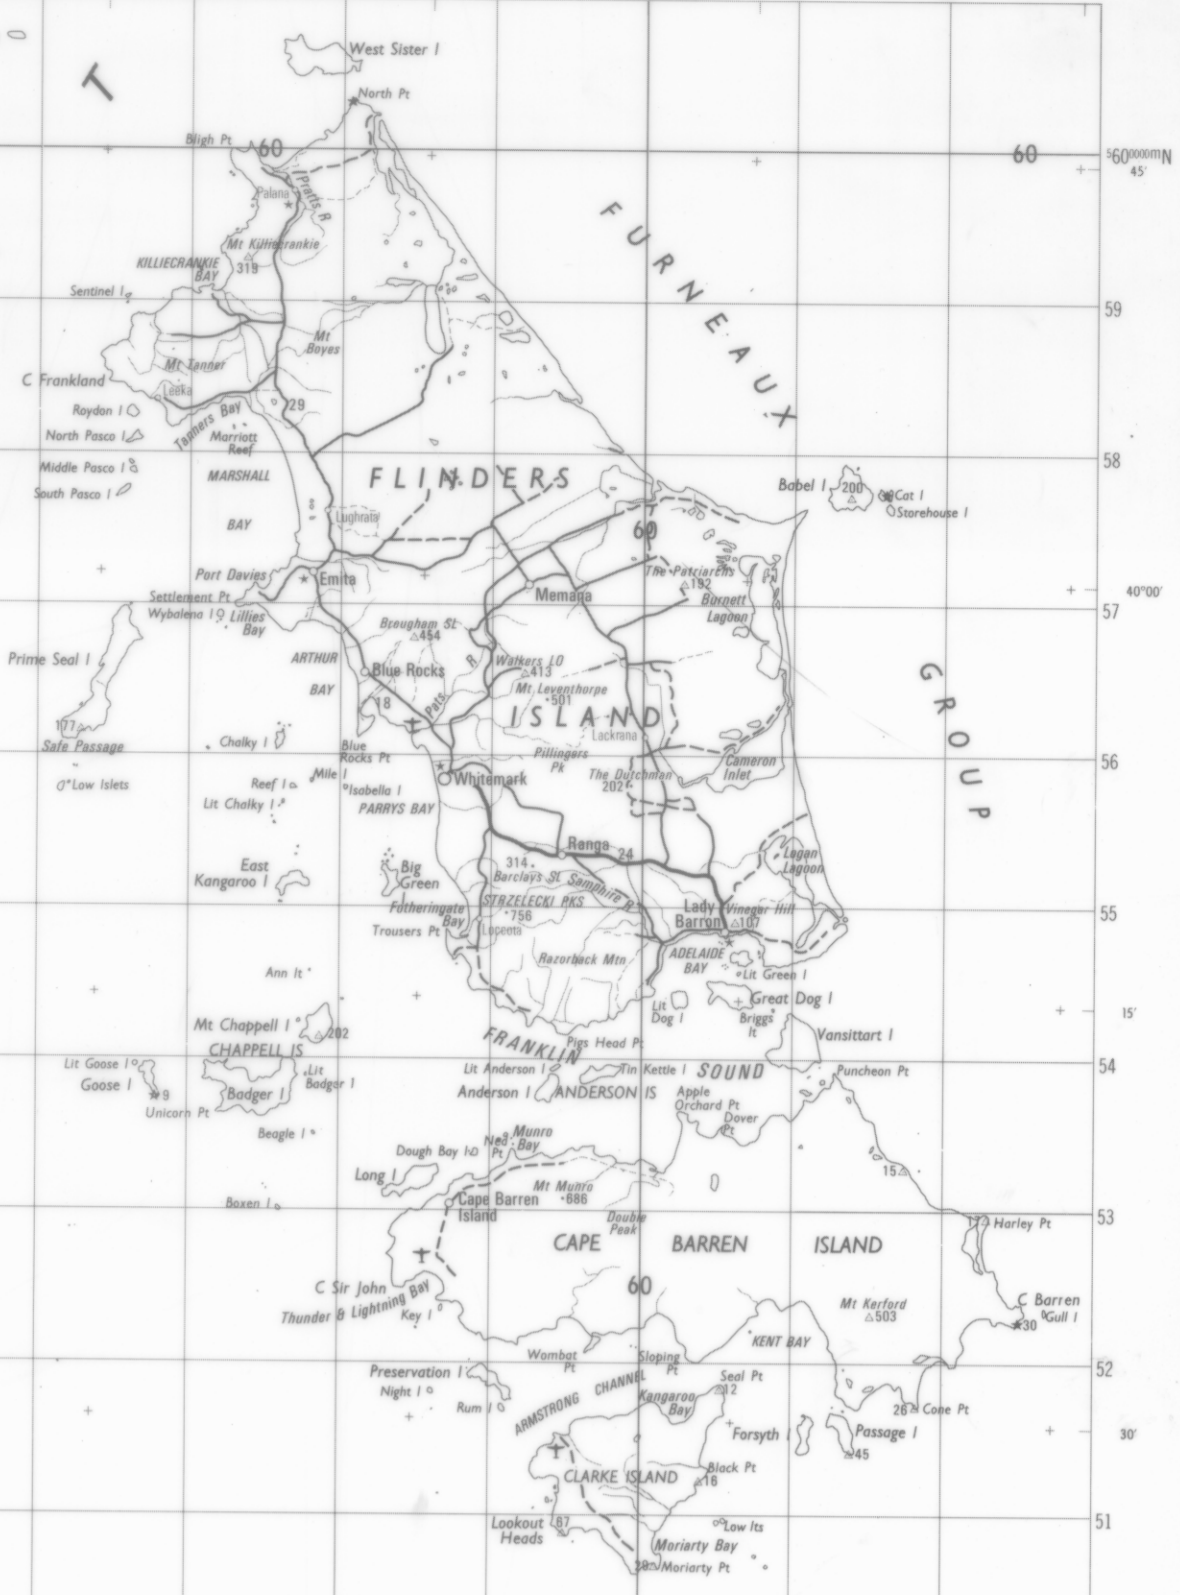 West Sister I
T
North Pt
Bligh Pt
60
60
⁵60⁰⁰⁰⁰mN
45'
Palana
Pratts R
FURNEAUX
Mt Killiecrankie
319
KILLIECRANKIE
BAY
Sentinel I
59
Mt
Boyes
Mt Tanner
C Frankland
Leeka
Roydon I
Tanners Bay
29
North Pasco I
Marriott
Reef
58
Middle Pasco I
MARSHALL
FLINDERS
South Pasco I
Babel I
200
Cat I
Storehouse I
Lughrata
BAY
60
Port Davies
Emita
The Patriarchs
192
Settlement Pt
Memana
Burnett
Lagoon
40°00'
57
Wybalena I
Lillies
Bay
Brougham SL
454
Prime Seal I
ARTHUR
Blue Rocks
Pats R
Walkers LO
413
GROUP
BAY
18
Mt Leventhorpe
501
ISLAND
177
Safe Passage
Chalky I
Blue
Rocks Pt
Lackrana
Pillingers
Pk
Cameron
Inlet
56
Low Islets
Reef I
Mile I
Isabella I
Whitemark
The Dutchman
202
Lit Chalky I
PARRYS BAY
Ranga
24
Logan
Lagoon
East
Kangaroo I
Big
Green
I
314
Barclays SL
Samphire R
STRZELECKI PKS
756
Fotheringate
Bay
Lady
Barron
Vinegar Hill
107
55
Trousers Pt
Loccota
Razorback Mtn
ADELAIDE
BAY
Ann It
Lit Green I
Lit
Dog I
Great Dog I
Briggs
It
15'
Mt Chappell I
202
FRANKLIN
Pigs Head Pt
Vansittart I
CHAPPELL IS
Lit Goose I
Goose I
9
Lit
Badger I
Badger I
Lit Anderson I
Tin Kettle I
SOUND
Puncheon Pt
54
Anderson I
ANDERSON IS
Apple
Orchard Pt
Unicorn Pt
Dover
Pt
Beagle I
Munro
Bay
Ned
Pt
Dough Bay I
15
Long I
Mt Munro
686
Boxen I
Cape Barren
Island
Double
Peak
53
Harley Pt
CAPE BARREN ISLAND
60
C Sir John
Thunder & Lightning Bay
Key I
Mt Kerford
503
C Barren
Gull I
30
KENT BAY
Wombat
Pt
Sloping
Pt
52
Preservation I
Night I
Rum I
ARMSTRONG CHANNEL
Seal Pt
12
Kangaroo
Bay
26
Cone Pt
Forsyth I
Passage I
30'
45
CLARKE ISLAND
Black Pt
16
Lookout
Heads
67
Low Its
51
Moriarty Bay
Moriarty Pt